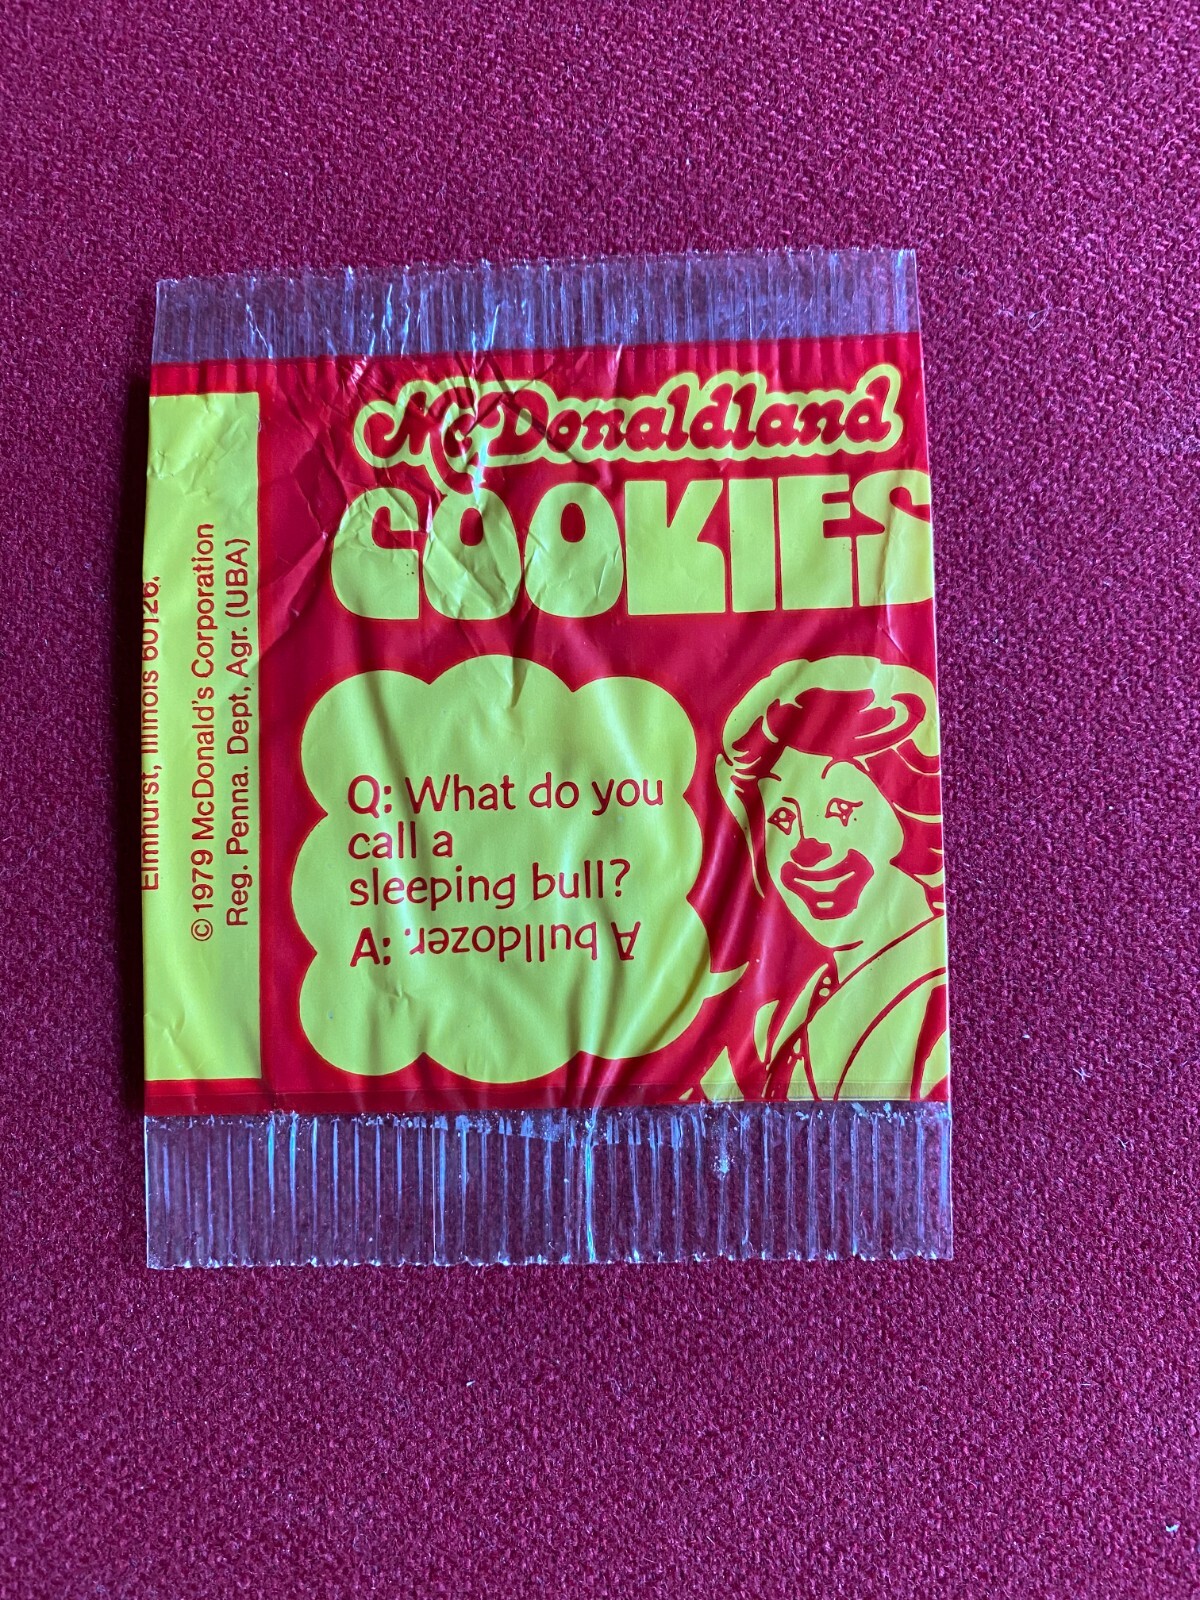 McDonaldland
COOKIES
Q: What do you
call a
sleeping bull?
A: A bulldozer.
Elmhurst, Illinois 60126.
© 1979 McDonald's Corporation
Reg. Penna. Dept, Agr. (UBA)